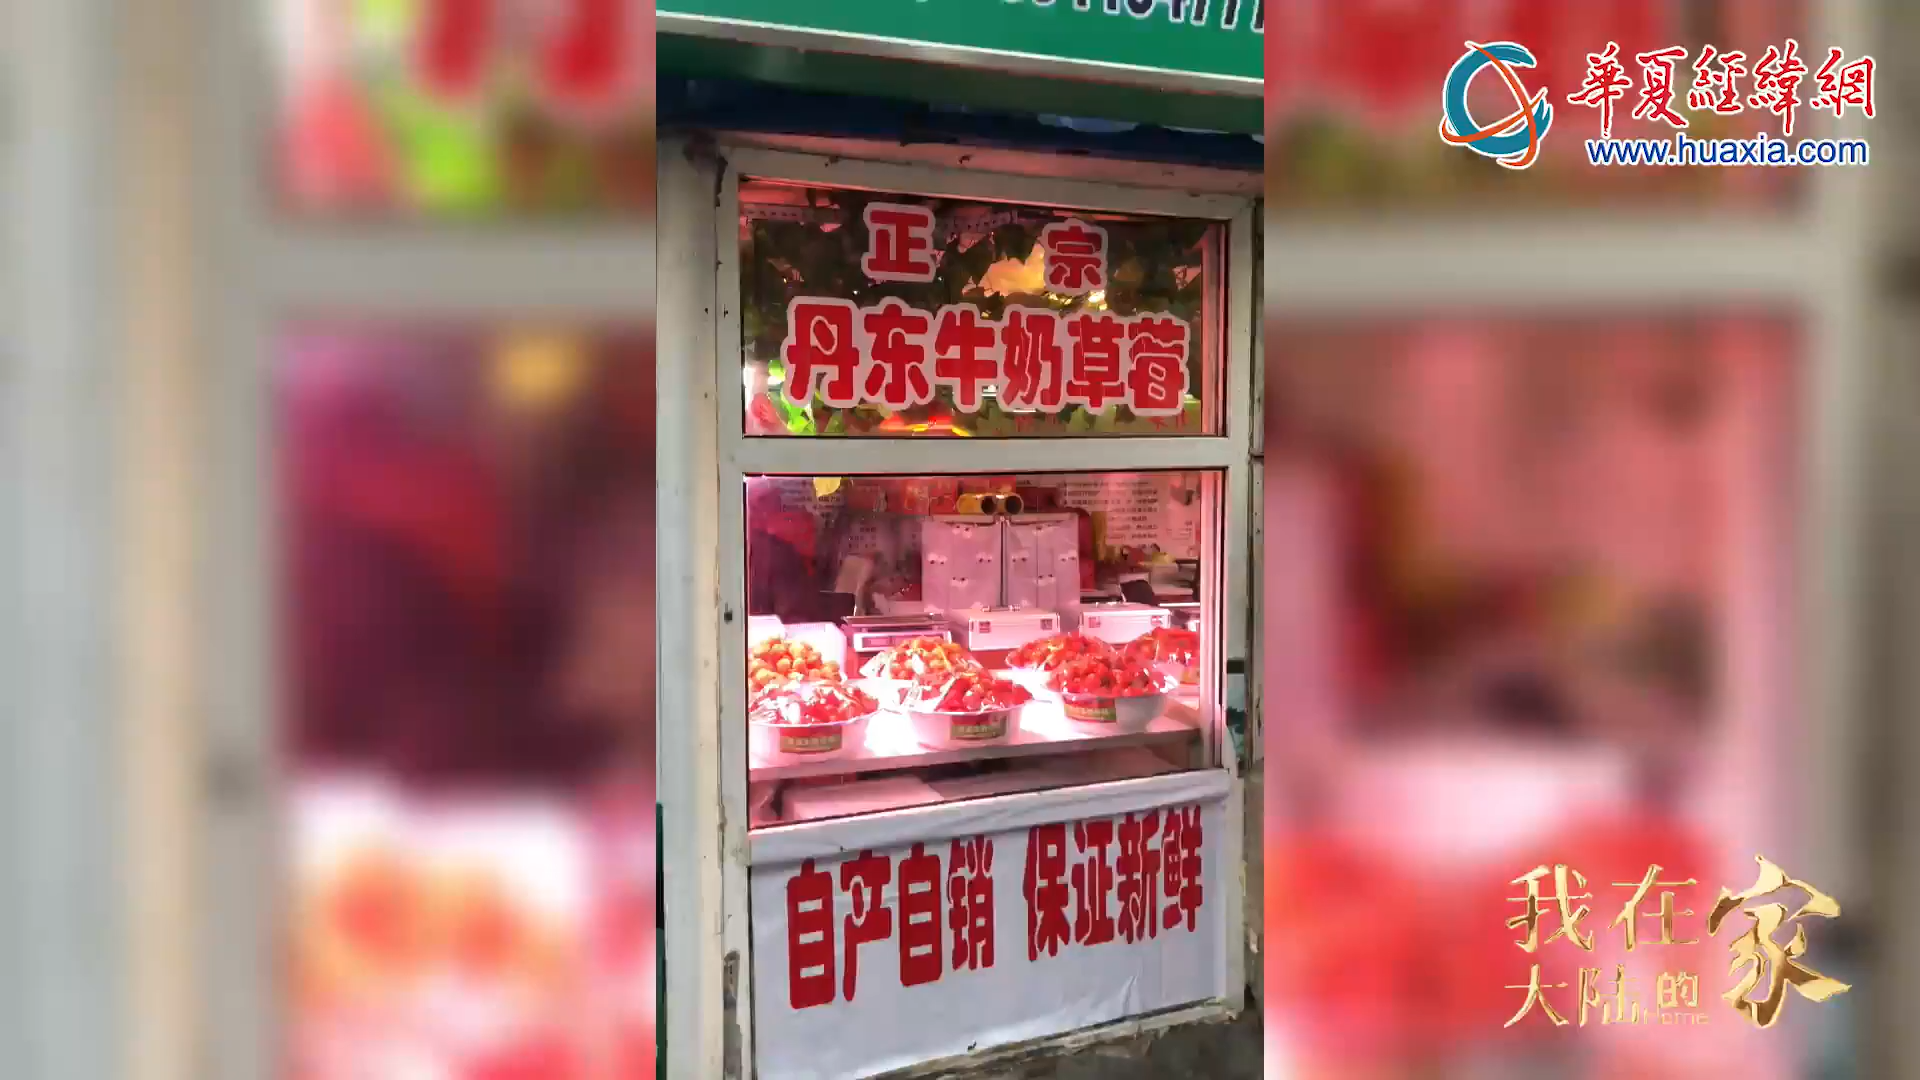 華夏經緯網
www.huaxia.com
正 宗
丹东牛奶草莓
自产自销 保证新鲜
我在
大陆的
家
Home